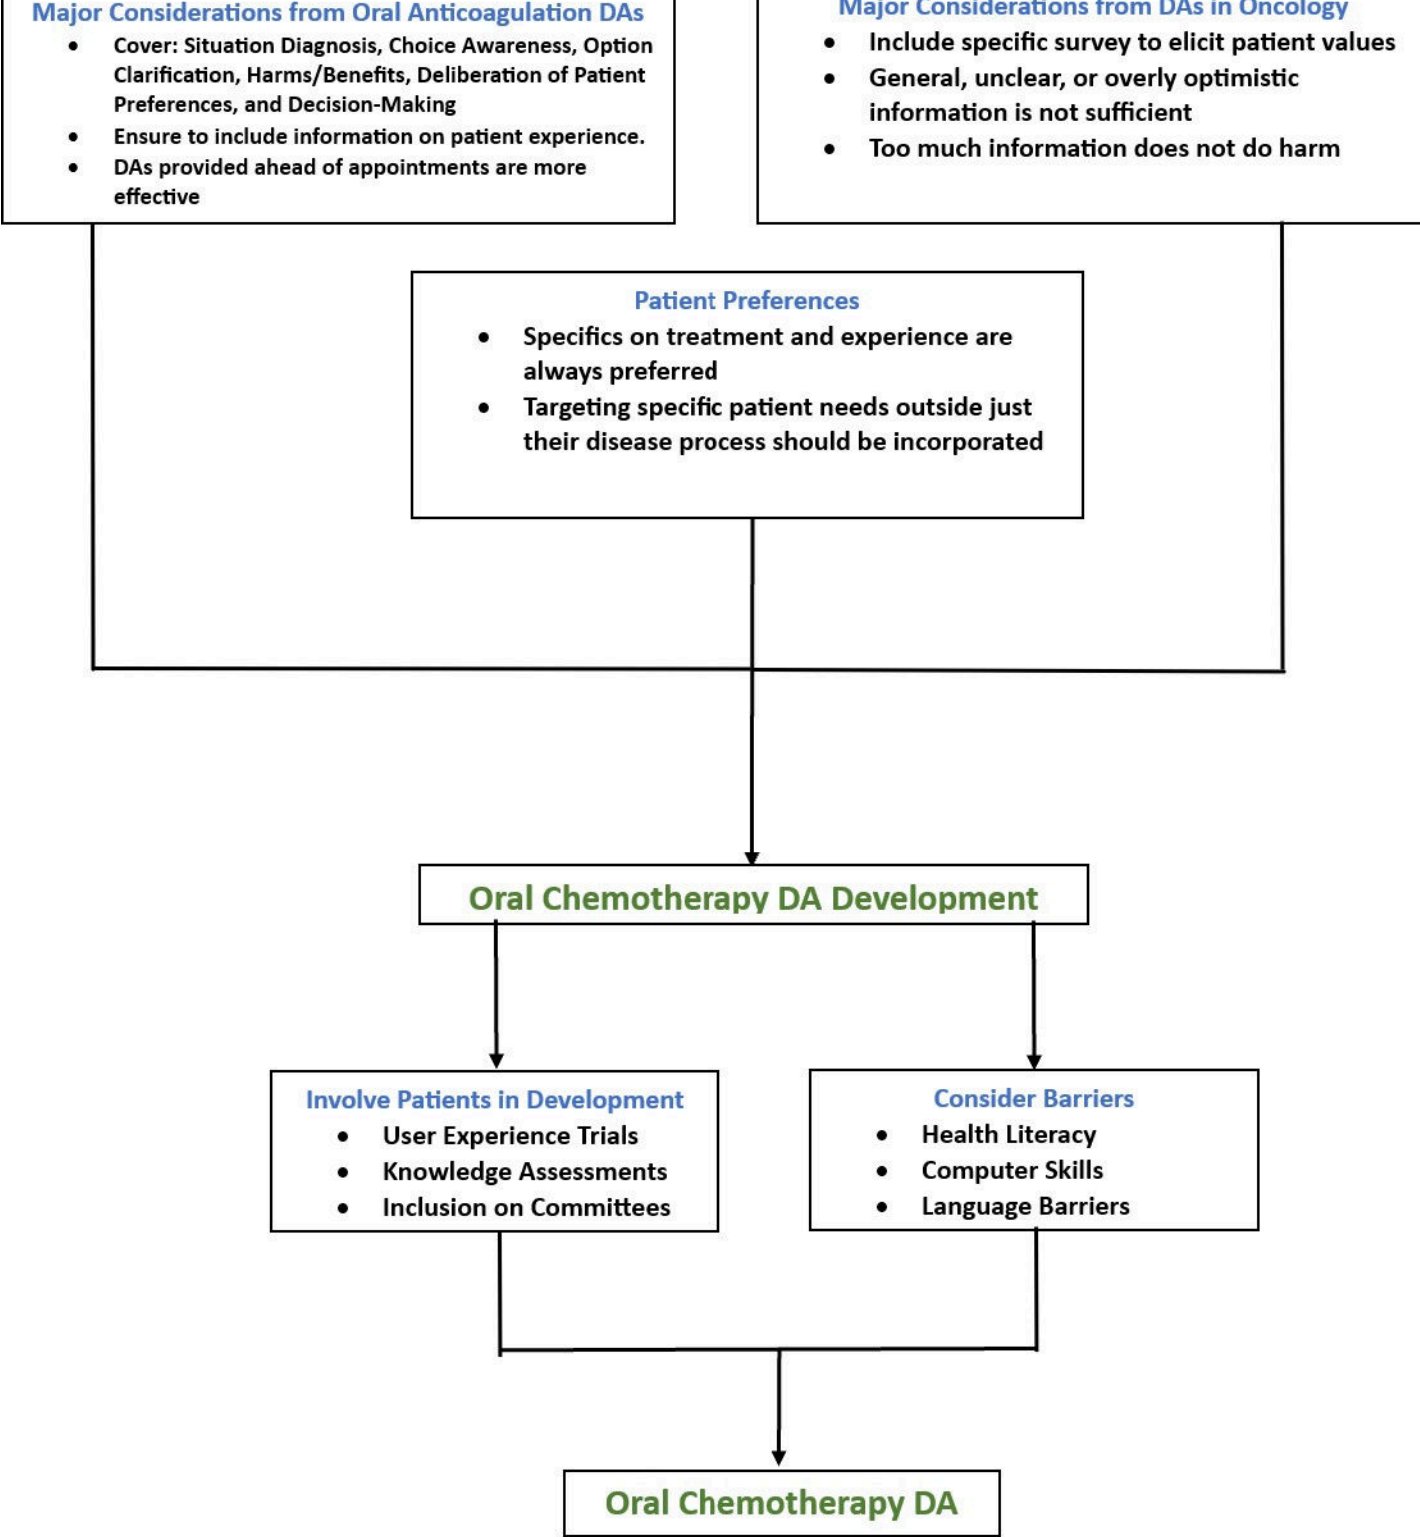 Major Considerations from Oral Anticoagulation DAs
• Cover: Situation Diagnosis, Choice Awareness, Option
Clarification, Harms/Benefits, Deliberation of Patient
Preferences, and Decision-Making
• Ensure to include information on patient experience.
• DAs provided ahead of appointments are more
effective
Major Considerations from DAs in Oncology
• Include specific survey to elicit patient values
• General, unclear, or overly optimistic
information is not sufficient
• Too much information does not do harm
Patient Preferences
• Specifics on treatment and experience are
always preferred
• Targeting specific patient needs outside just
their disease process should be incorporated
Oral Chemotherapy DA Development
Involve Patients in Development
• User Experience Trials
• Knowledge Assessments
• Inclusion on Committees
Consider Barriers
• Health Literacy
• Computer Skills
• Language Barriers
Oral Chemotherapy DA